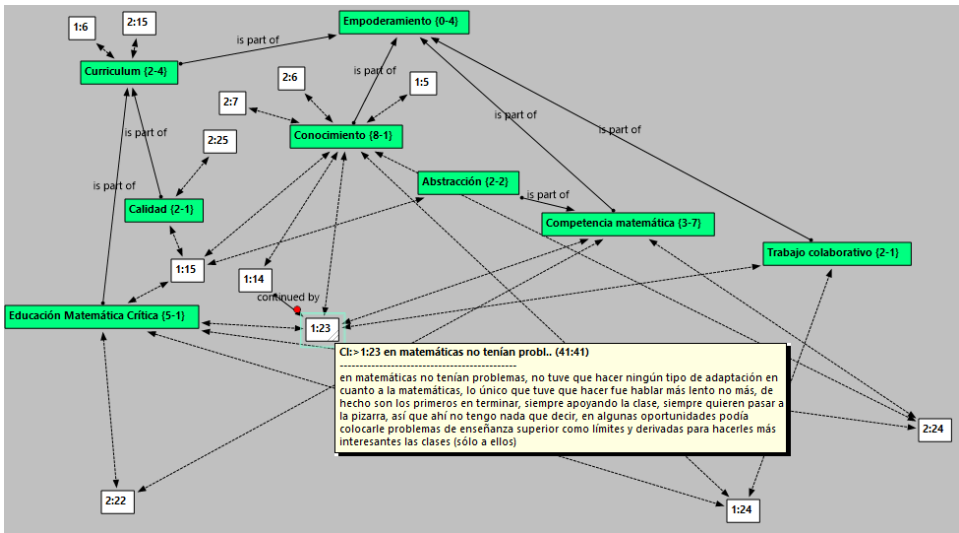 1:6
2:15
Empoderamiento {0-4}
is part of
Curriculum {2-4}
is part of
2:6
1:5
2:7
is part of
is part of
is part of
Conocimiento {8-1}
2:25
Abstracción {2-2}
is part of
is part of
Calidad {2-1}
Competencia matemática {3-7}
Trabajo colaborativo {2-1}
1:15
1:14
continued by
Educación Matemática Crítica {5-1}
1:23
CI:>1:23 en matemáticas no tenían probl.. (41:41)
----------------------------------------------
en matemáticas no tenían problemas, no tuve que hacer ningún tipo de adaptación en
cuanto a la matemáticas, lo único que tuve que hacer fue hablar más lento no más, de
hecho son los primeros en terminar, siempre apoyando la clase, siempre quieren pasar a
la pizarra, así que ahí no tengo nada que decir, en algunas oportunidades podía
colocarle problemas de enseñanza superior como límites y derivadas para hacerles más
interesantes las clases (sólo a ellos)
2:24
2:22
1:24